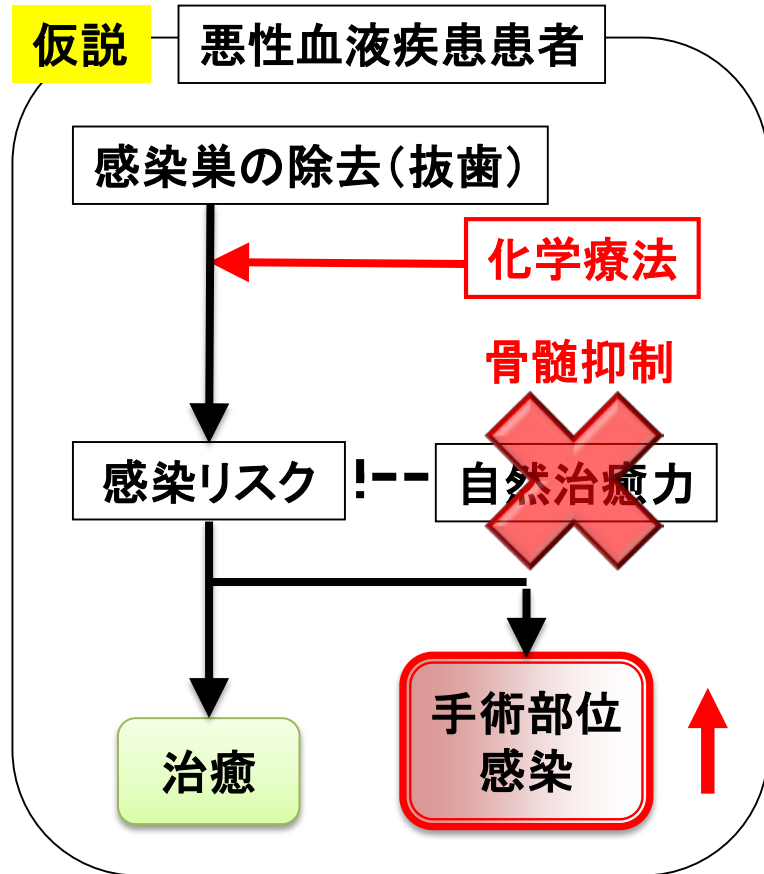 仮説
悪性血液疾患患者
感染巣の除去(抜歯)
化学療法
骨髄抑制
感染リスク
自然治癒力
手術部位
感染
治癒